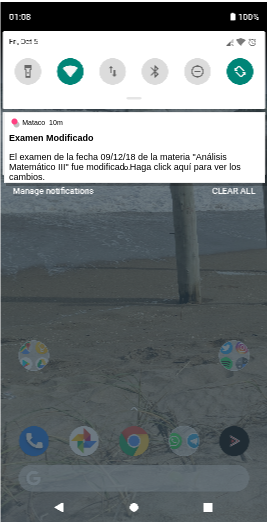 01:08
100%
Fri, Oct 5
Mataco 10m
Examen Modificado
El examen de la fecha 09/12/18 de la materia "Análisis
Matemático III" fue modificado.Haga click aquí para ver los
cambios.
Manage notifications
CLEAR ALL
G